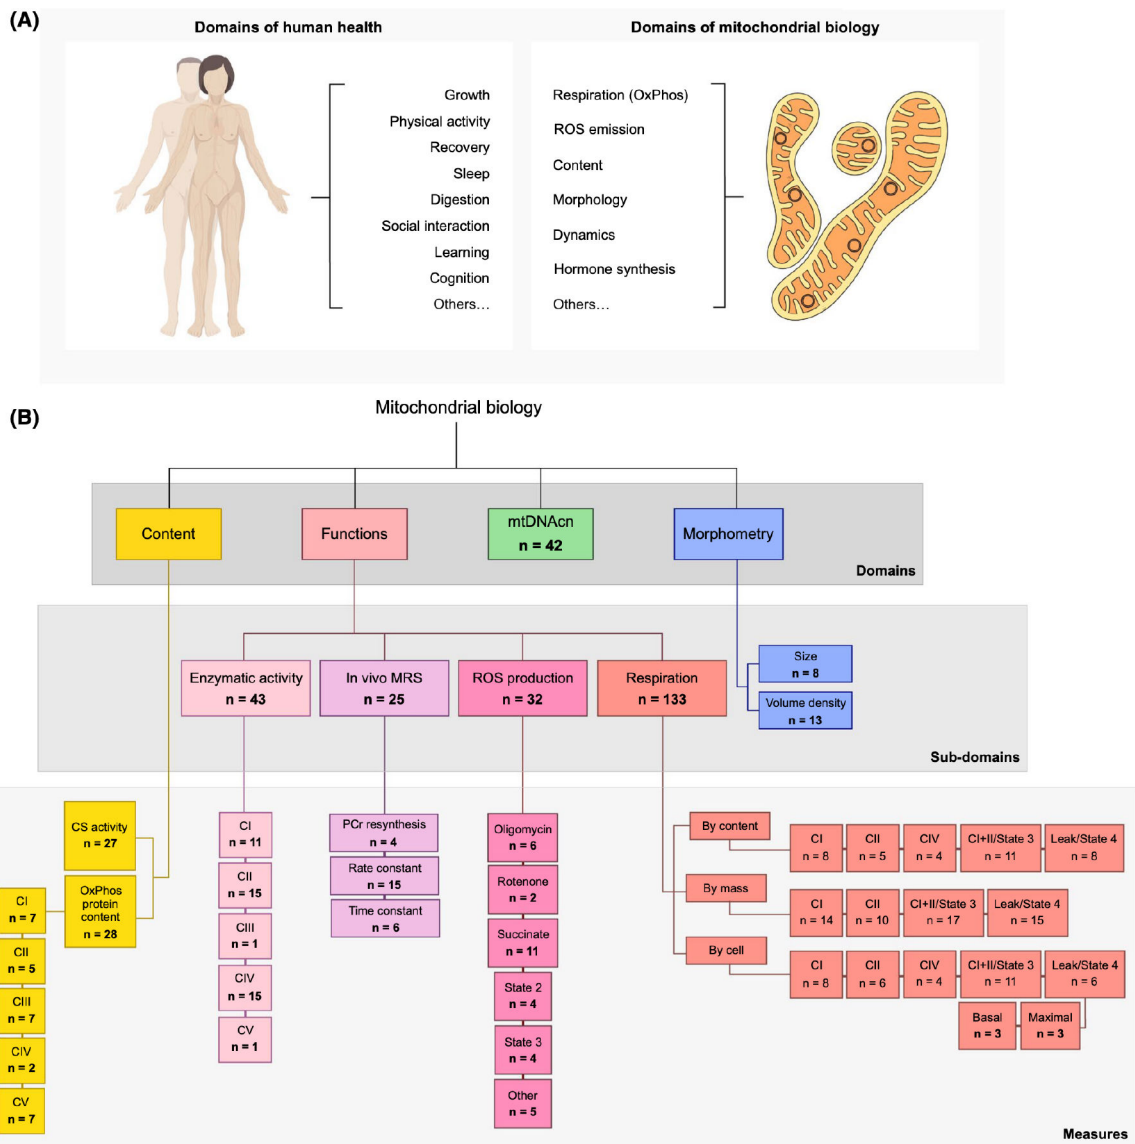 (A)
Domains of human health
Growth
Physical activity
Recovery
Sleep
Digestion
Social interaction
Learning
Cognition
Others...
Domains of mitochondrial biology
Respiration (OxPhos)
ROS emission
Content
Morphology
Dynamics
Hormone synthesis
Others...
(B)
Mitochondrial biology
Content
Functions
mtDNAcn
n = 42
Morphometry
Domains
Enzymatic activity
n = 43
In vivo MRS
n = 25
ROS production
n = 32
Respiration
n = 133
Size
n = 8
Volume density
n = 13
Sub-domains
CS activity
n = 27
OxPhos
protein
content
n = 28
CI
n = 7
CII
n = 5
CIII
n = 7
CIV
n = 2
CV
n = 7
CI
n = 11
CII
n = 15
CIII
n = 1
CIV
n = 15
CV
n = 1
PCr resynthesis
n = 4
Rate constant
n = 15
Time constant
n = 6
Oligomycin
n = 6
Rotenone
n = 2
Succinate
n = 11
State 2
n = 4
State 3
n = 4
Other
n = 5
By content
CI
n = 8
CII
n = 5
CIV
n = 4
CI+II/State 3
n = 11
Leak/State 4
n = 8
By mass
CI
n = 14
CII
n = 10
CI+II/State 3
n = 17
Leak/State 4
n = 15
By cell
CI
n = 8
CII
n = 6
CIV
n = 4
CI+II/State 3
n = 11
Leak/State 4
n = 6
Basal
n = 3
Maximal
n = 3
Measures